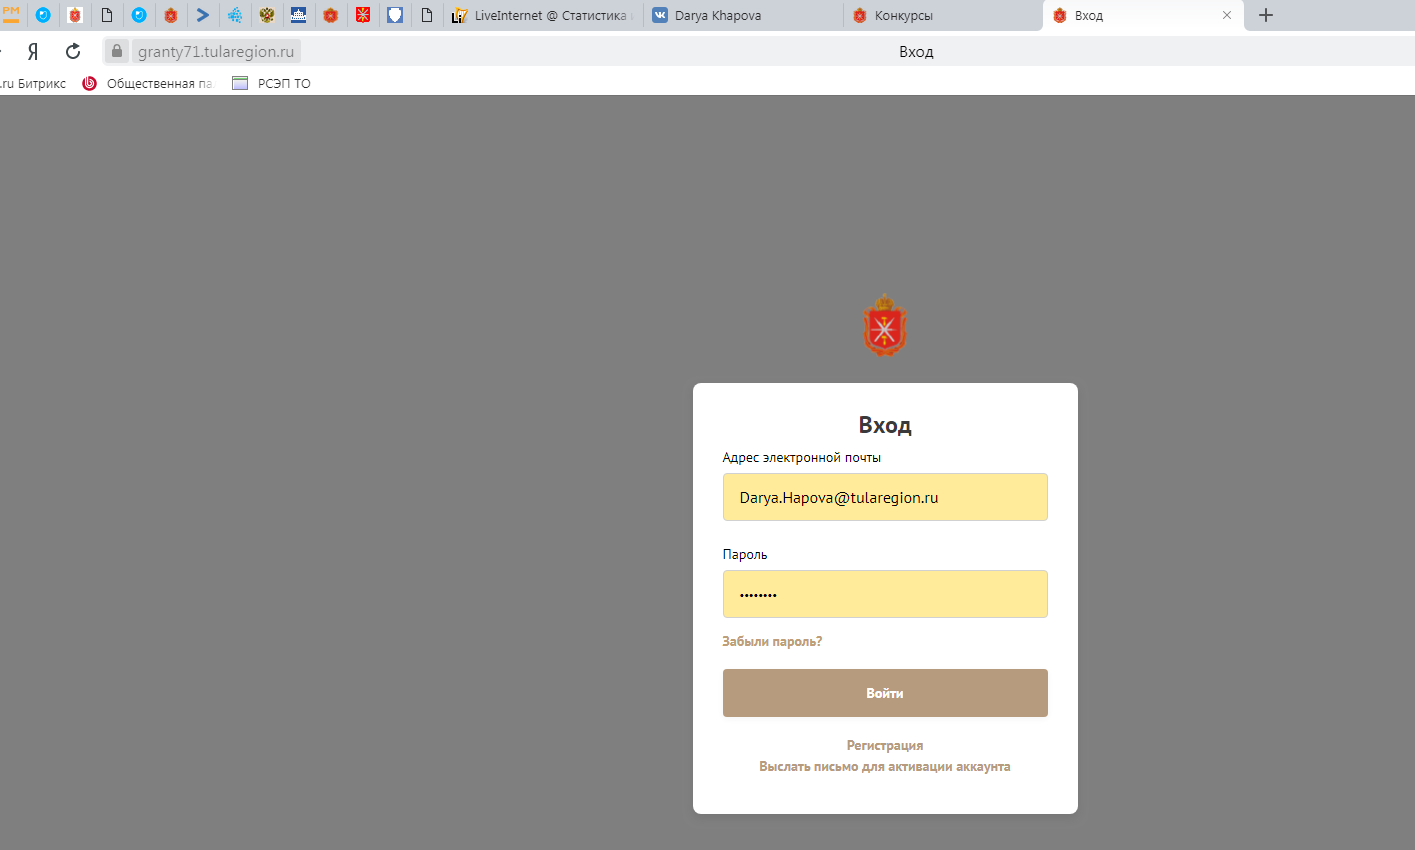 PM
LiveInternet @ Статистика
Darya Khapova
Конкурсы
Вход
Я
granty71.tularegion.ru
Вход
.ru Битрикс
Общественная па
РСЭП ТО
Вход
Адрес электронной почты
Darya.Hapova@tularegion.ru
Пароль
••••••••
Забыли пароль?
Войти
Регистрация
Выслать письмо для активации аккаунта